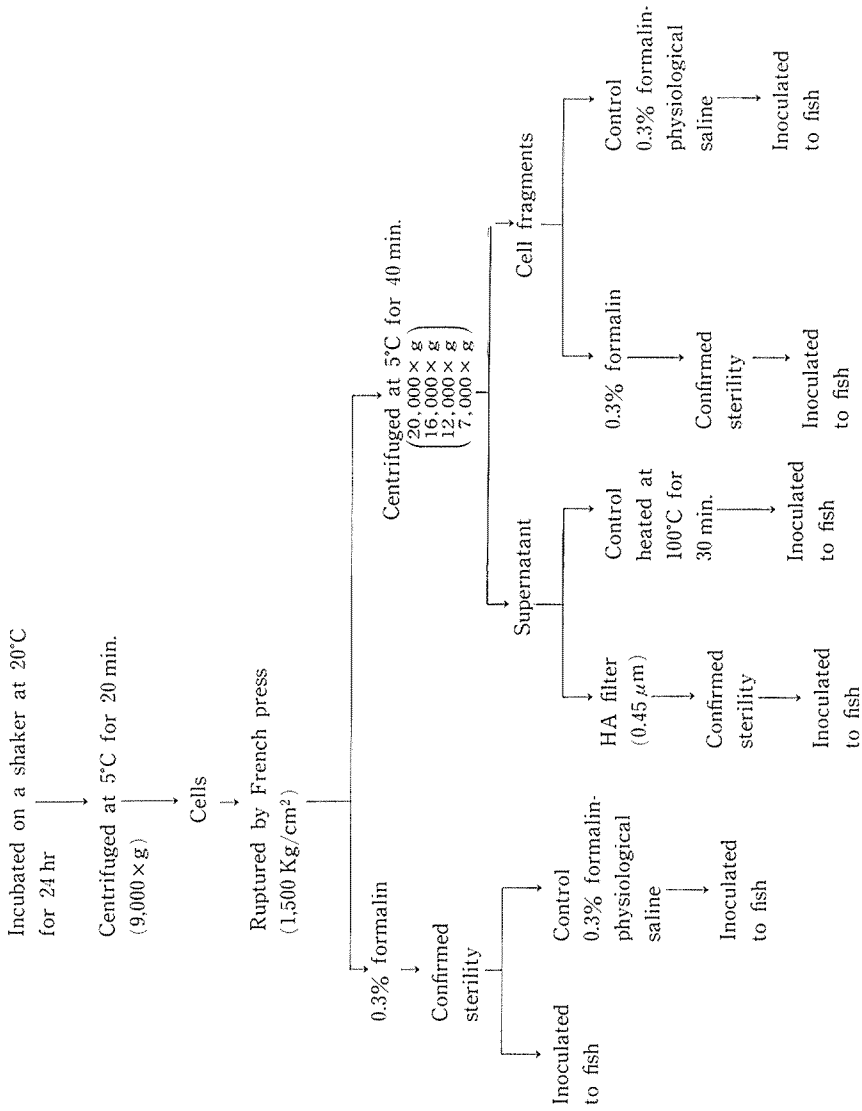 Incubated on a shaker at 20°C
for 24 hr
Centrifuged at 5°C for 20 min.
(9,000×g)
Cells
Ruptured by French press
(1,500 Kg/cm²)
0.3% formalin
Confirmed
sterility
Inoculated
to fish
Control
0.3% formalin-
physiological
saline
Inoculated
to fish
Centrifuged at 5°C for 40 min.
(20,000×g
16,000×g
12,000×g
7,000×g)
Supernatant
HA filter
(0.45 μm)
Confirmed
sterility
Inoculated
to fish
Control
heated at
100°C for
30 min.
Inoculated
to fish
Cell fragments
0.3% formalin
Confirmed
sterility
Inoculated
to fish
Control
0.3% formalin-
physiological
saline
Inoculated
to fish